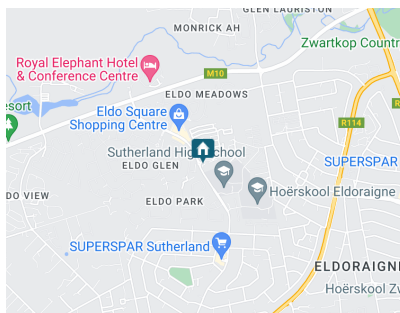 GLEN LAURISTON
MONRICK AH
Zwartkop Countr
Royal Elephant Hotel
& Conference Centre
M10
ELDO MEADOWS
esort
Eldo Square
Shopping Centre
R114
Sutherland High School
SUPERSPAR
ELDO GLEN
DO VIEW
Hoërskool Eldoraigne
ELDO PARK
SUPERSPAR Sutherland
ELDORAIGNE
Hoërskool Zw